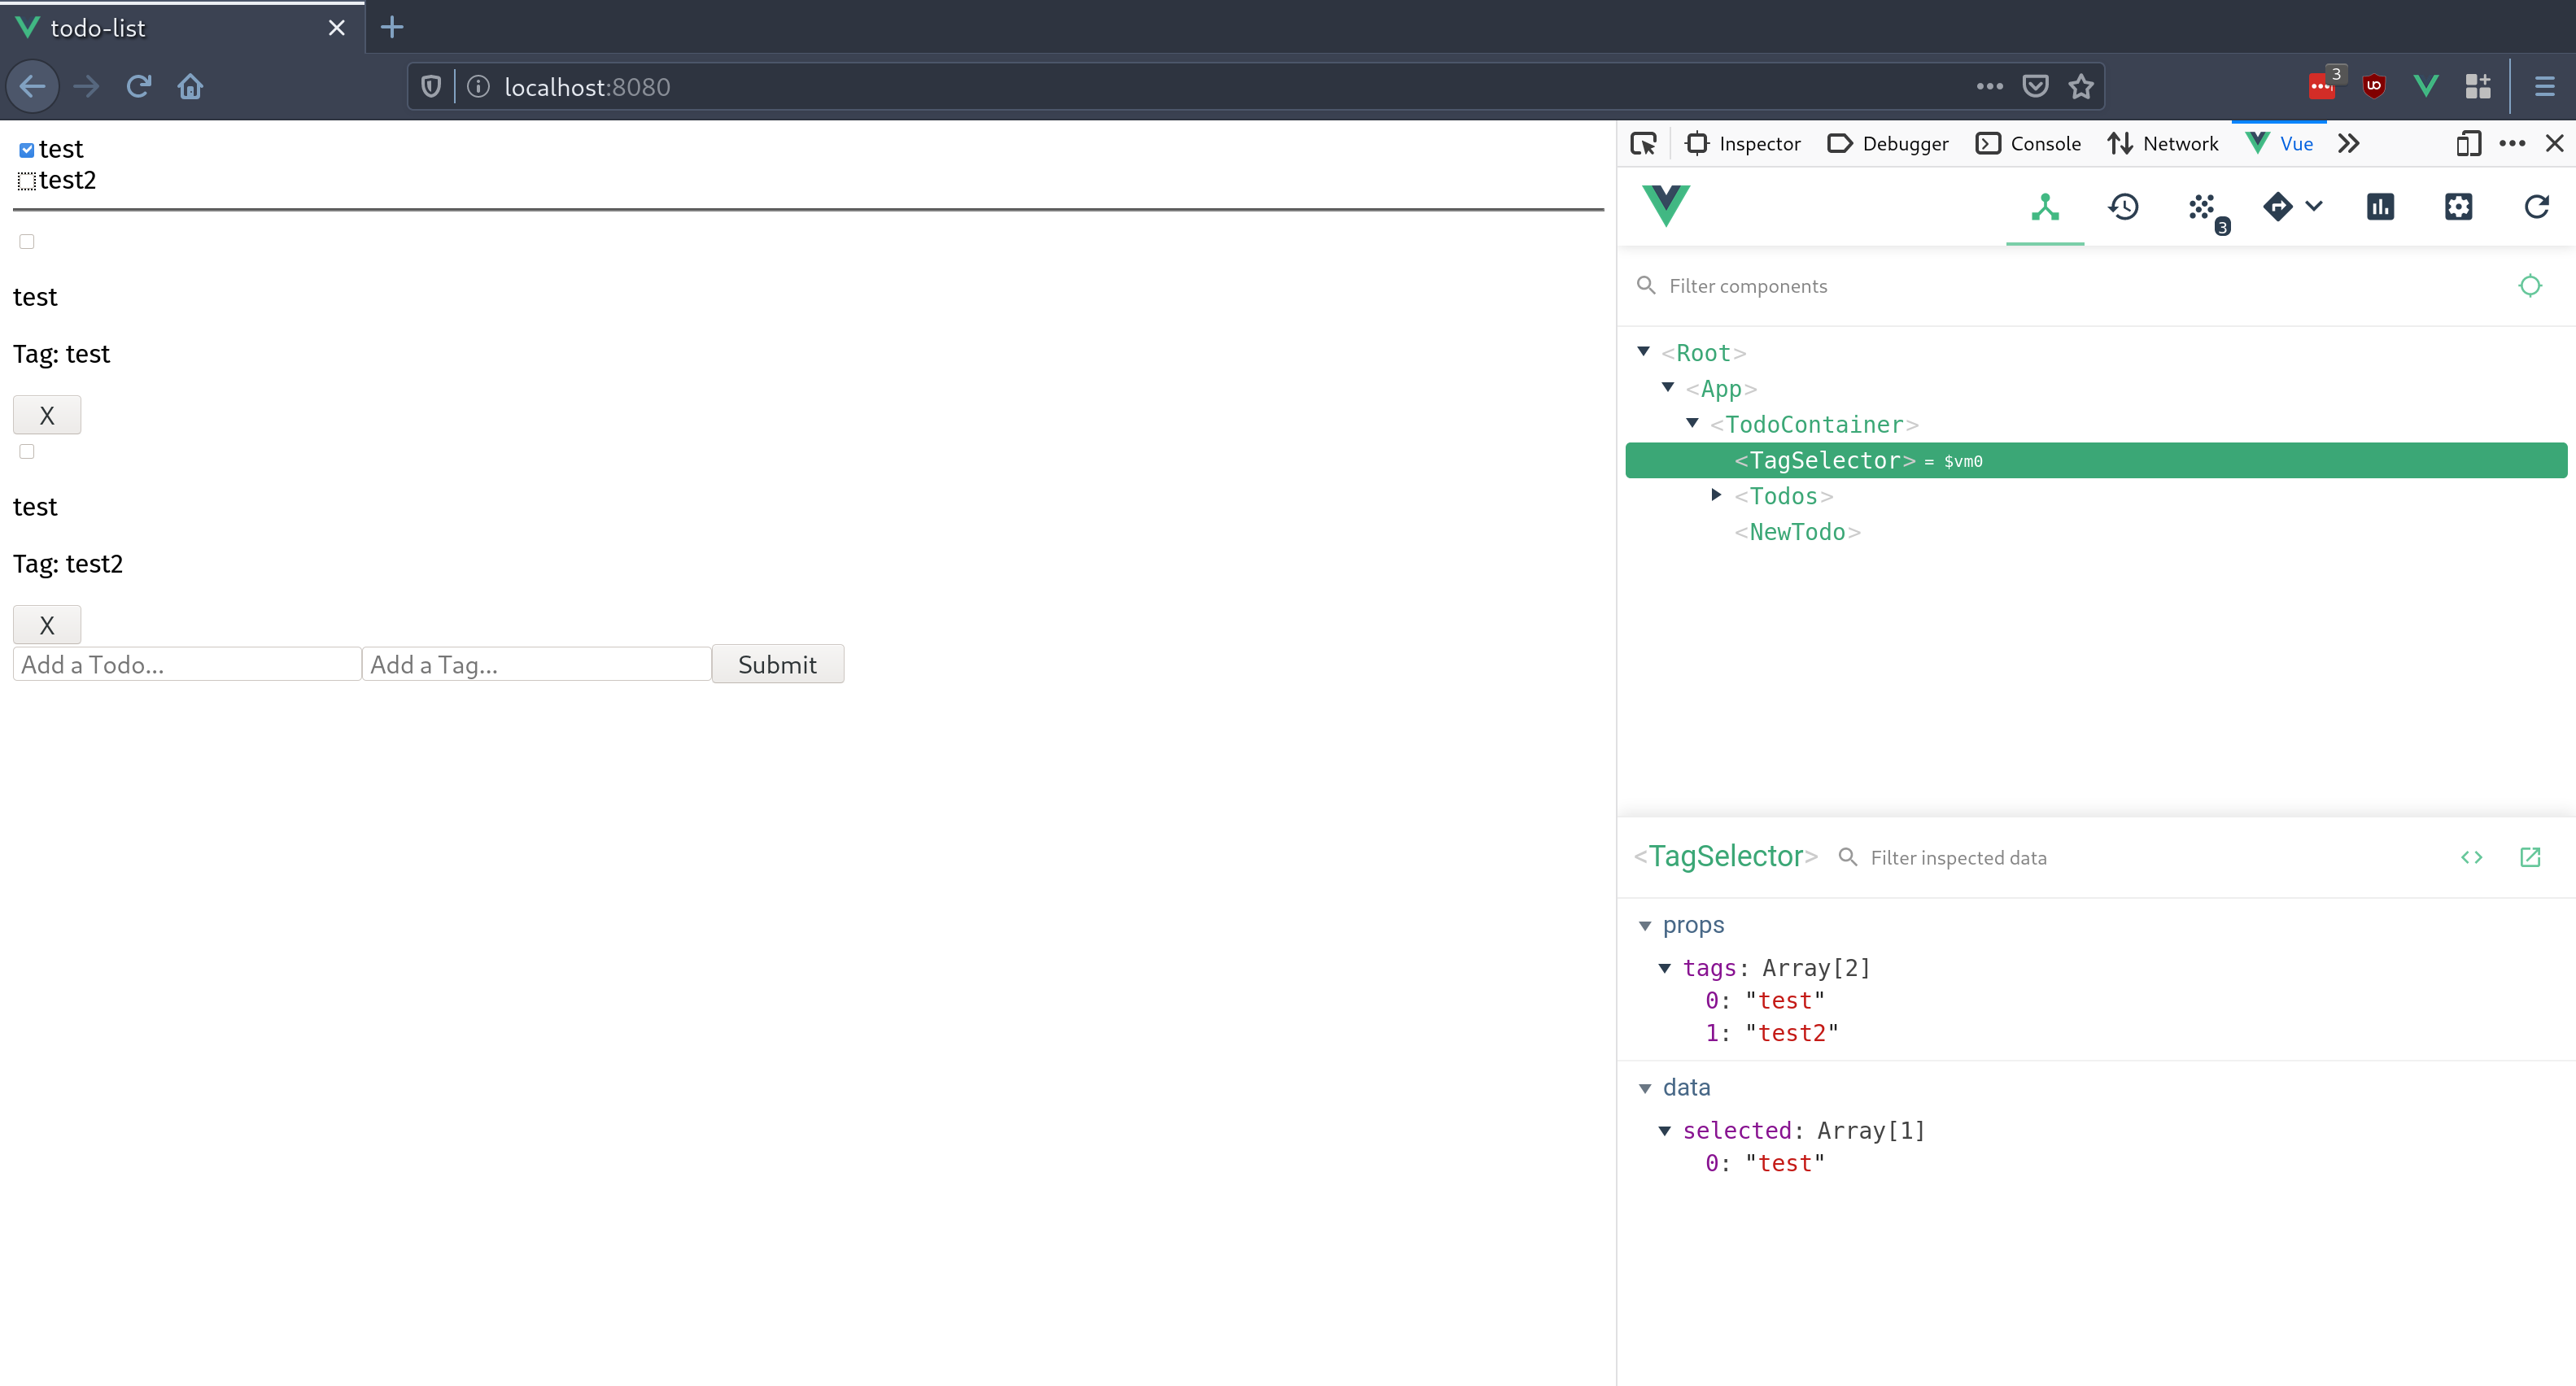 todo-list
localhost:8080
3
test
test2
test
Tag: test
X
test
Tag: test2
X
Add a Todo...
Add a Tag...
Submit
Inspector
Debugger
Console
Network
Vue
3
Filter components
<Root>
<App>
<TodoContainer>
<TagSelector> = $vm0
<Todos>
<NewTodo>
<TagSelector>
Filter inspected data
props
tags: Array[2]
0: "test"
1: "test2"
data
selected: Array[1]
0: "test"